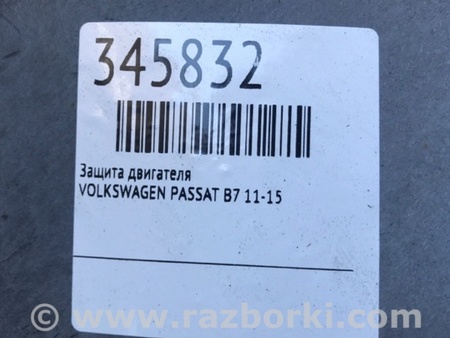 345832
Защита двигателя
VOLKSWAGEN PASSAT B7 11-15
© www.razborki.com